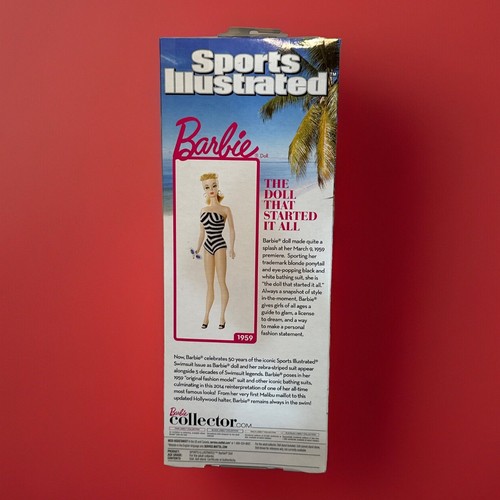 Sports
Illustrated™
Barbie® Doll
THE
DOLL
THAT
STARTED
IT ALL
Barbie® doll made quite a
splash at her March 9, 1959
premiere. Sporting her
trademark blonde ponytail
and eye-popping black and
white bathing suit, she is
"the doll that started it all."
Always a snapshot of style
in-the-moment, Barbie®
gives girls of all ages a
guide to glam, a license
to dream, and a way
to make a personal
fashion statement.
1959
Now, Barbie® celebrates 50 years of the iconic Sports Illustrated®
Swimsuit Issue as Barbie® doll and her zebra-striped suit appear
alongside 5 decades of Swimsuit legends. Barbie® poses in her
1959 "original fashion model" suit and other iconic bathing suits,
culminating in this 2014 reinterpretation of one of her all-time
most famous looks! From her very first Malibu maillot to this
updated Hollywood halter, Barbie® remains always in the swim!
Barbie
collector.COM